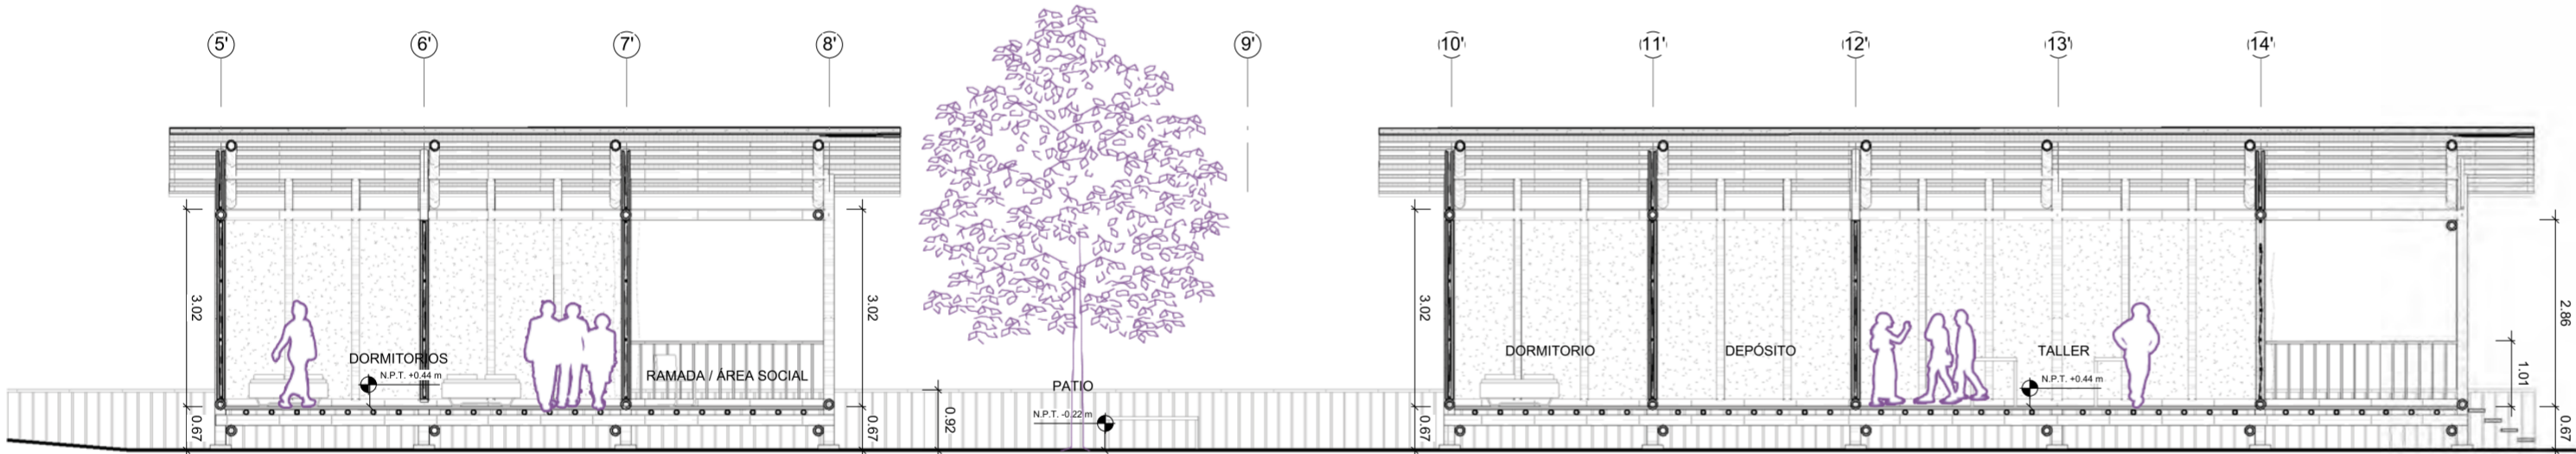 5' 6' 7' 8' 9' 10' 11' 12' 13' 14'
3.02
3.02
3.02
2.86
DORMITORIOS
N.P.T. +0.44 m
RAMADA / ÁREA SOCIAL
PATIO
N.P.T. -0.22 m
DORMITORIO
DEPÓSITO
TALLER
N.P.T. +0.44 m
1.01
0.67
0.67
0.92
0.67
0.67